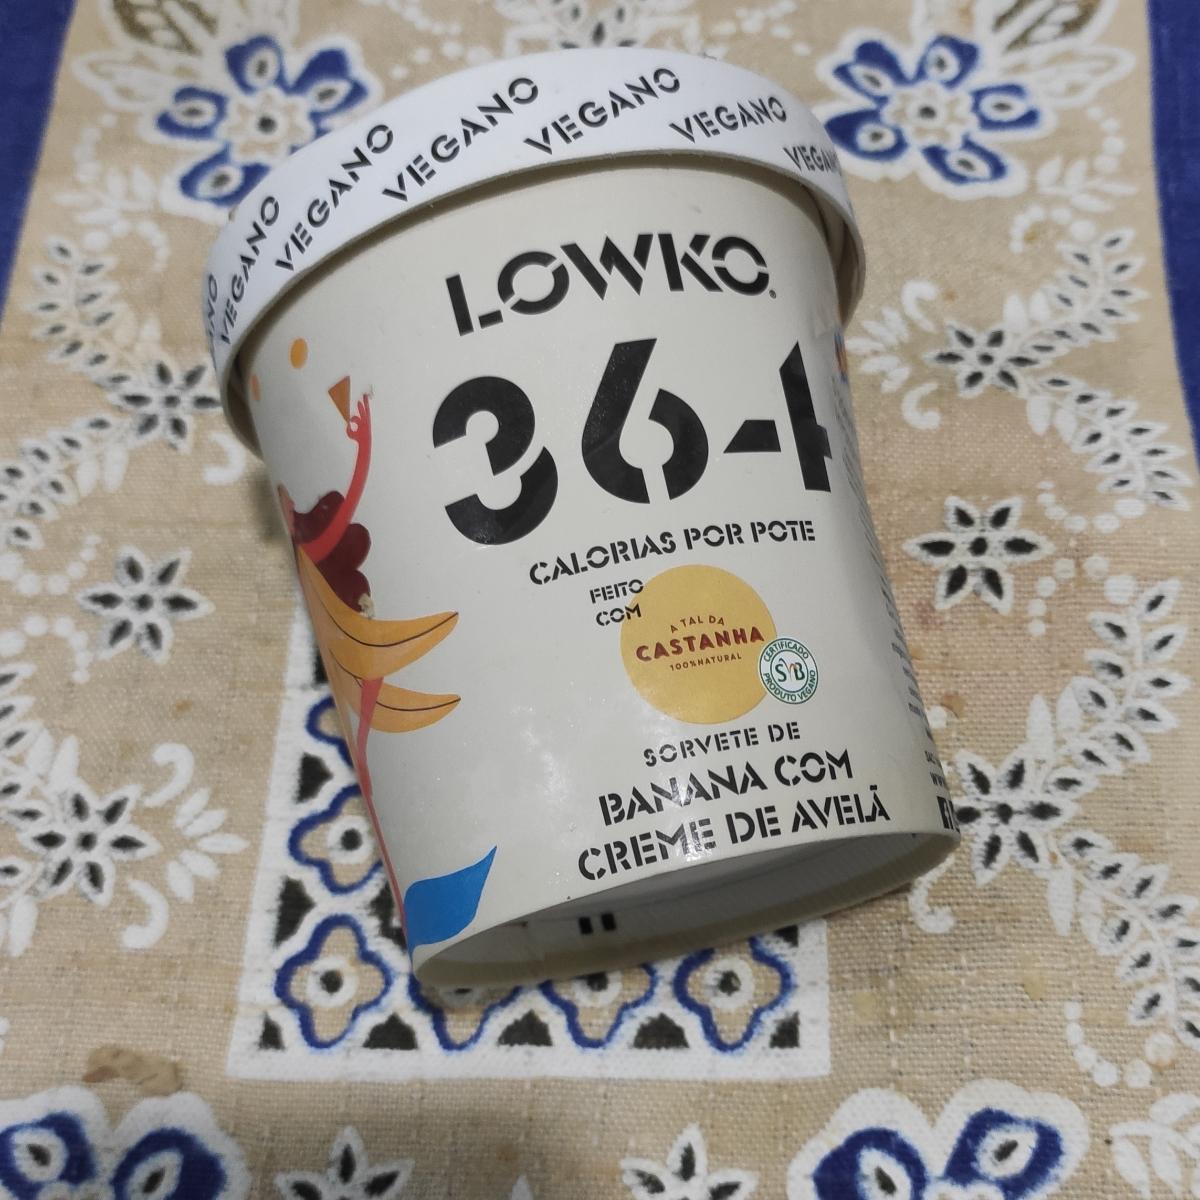 VEGANO VEGANO VEGANO VEGANO VEGANO
LOWKO
364
CALORIAS POR POTE
FEITO
COM
A TAL DA
CASTANHA
100%NATURAL
CERTIFICADO
SVB
PRODUTO VEGANO
SORVETE DE
BANANA COM
CREME DE AVELÃ